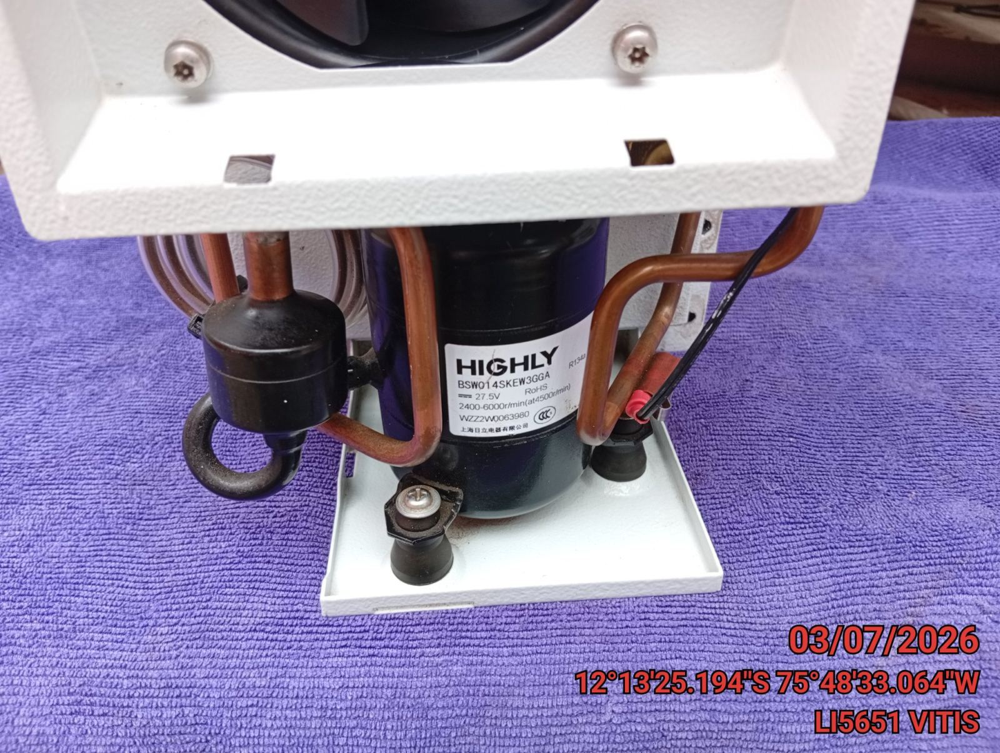 HIGHLY
R134a
BSW014SKEW3GGA
27.5V RoHS
2400-6000r/min(at4500r/min)
WZZ2W0063980
CCC
上海日立电器有限公司
03/07/2026
12°13'25.194"S 75°48'33.064"W
LI5651 VITIS